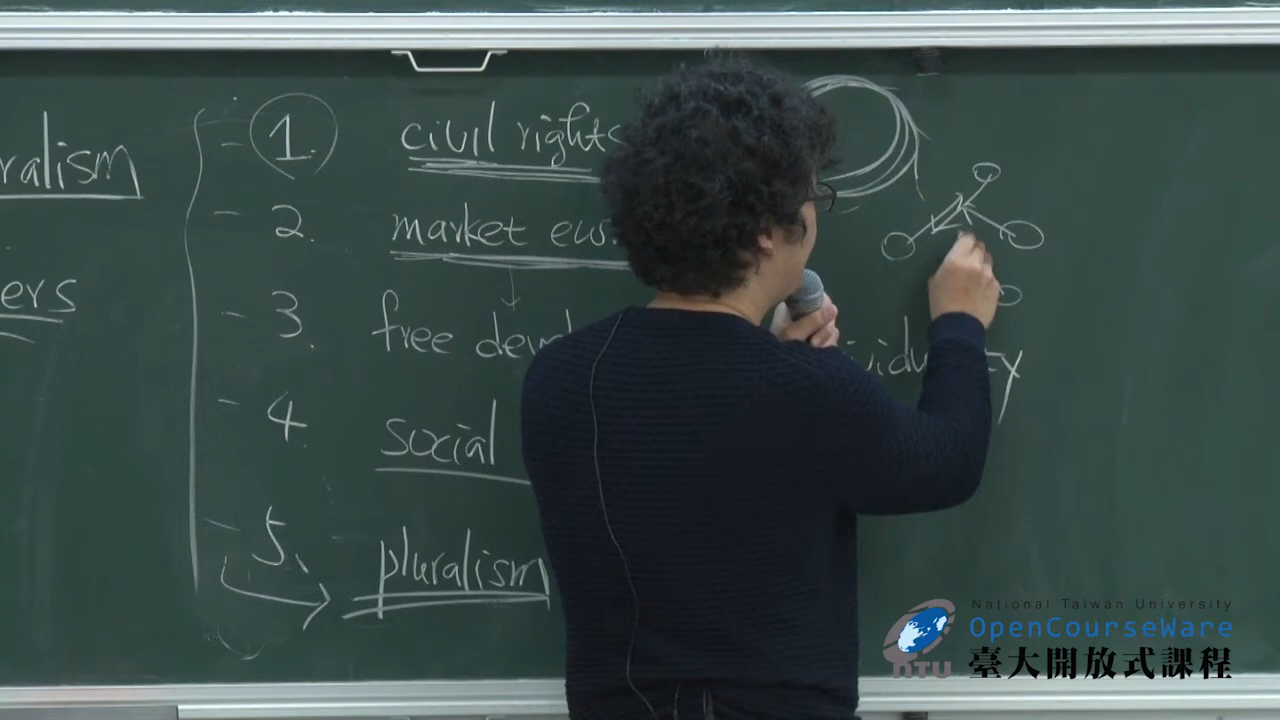 ralism
ers
1. civil rights
2. market
3. free
4. social
5. pluralism
National Taiwan University
OpenCourseWare
NTU 臺大開放式課程